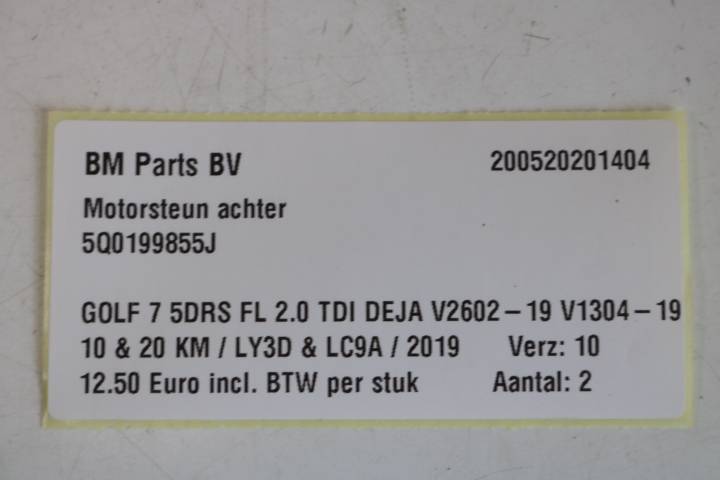 BM Parts BV 200520201404
Motorsteun achter
5Q0199855J
GOLF 7 5DRS FL 2.0 TDI DEJA V2602-19 V1304-19
10 & 20 KM / LY3D & LC9A / 2019 Verz: 10
12.50 Euro incl. BTW per stuk Aantal: 2